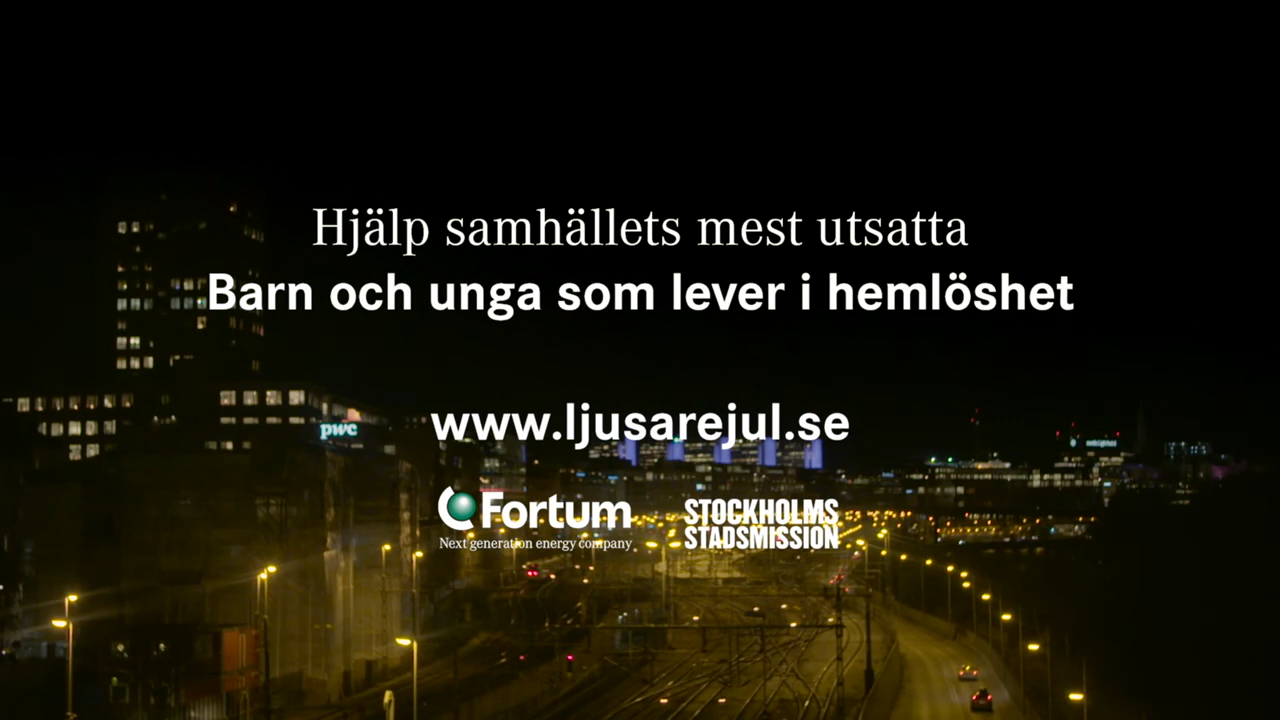 Hjälp samhällets mest utsatta
Barn och unga som lever i hemlöshet
pwc
www.ljusarejul.se
Fortum
Next generation energy company
STOCKHOLMS
STADSMISSION